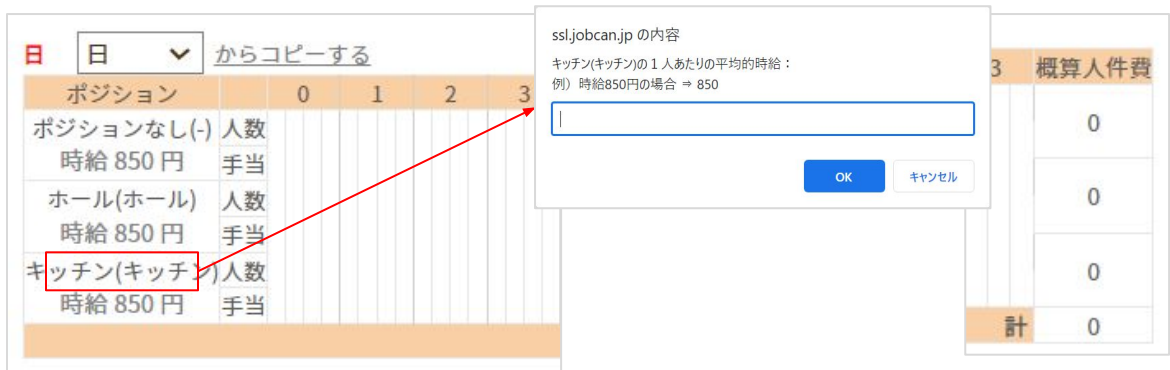 日 日 からコピーする
ポジション 0 1 2 3
ポジションなし(-) 人数
時給 850 円 手当
ホール(ホール) 人数
時給 850 円 手当
キッチン(キッチン) 人数
時給 850 円 手当
ssl.jobcan.jp の内容
キッチン(キッチン)の１人あたりの平均的時給：
例）時給850円の場合 ⇒ 850
OK キャンセル
3 概算人件費
0
0
0
計 0